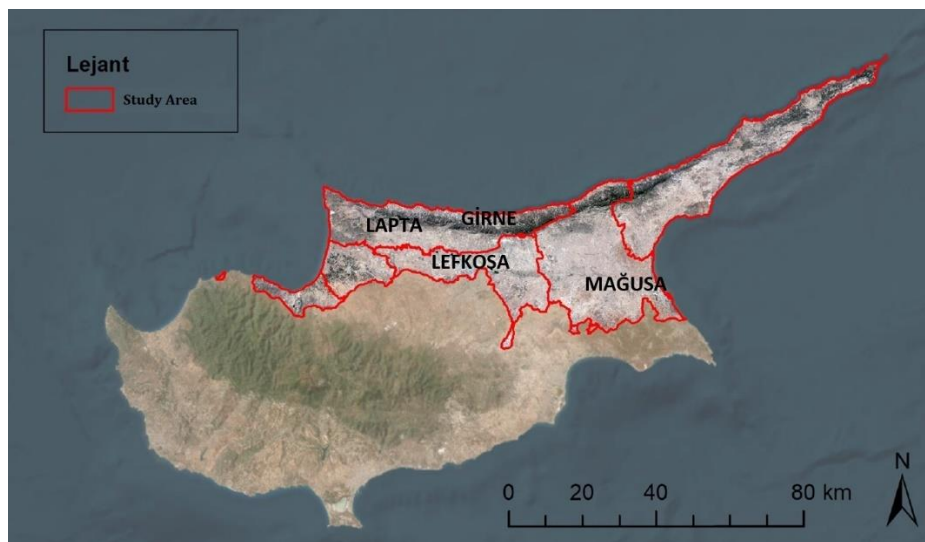 Lejant
Study Area
GİRNE
LAPTA
LEFKOŞA
MAĞUSA
N
0 20 40 80 km